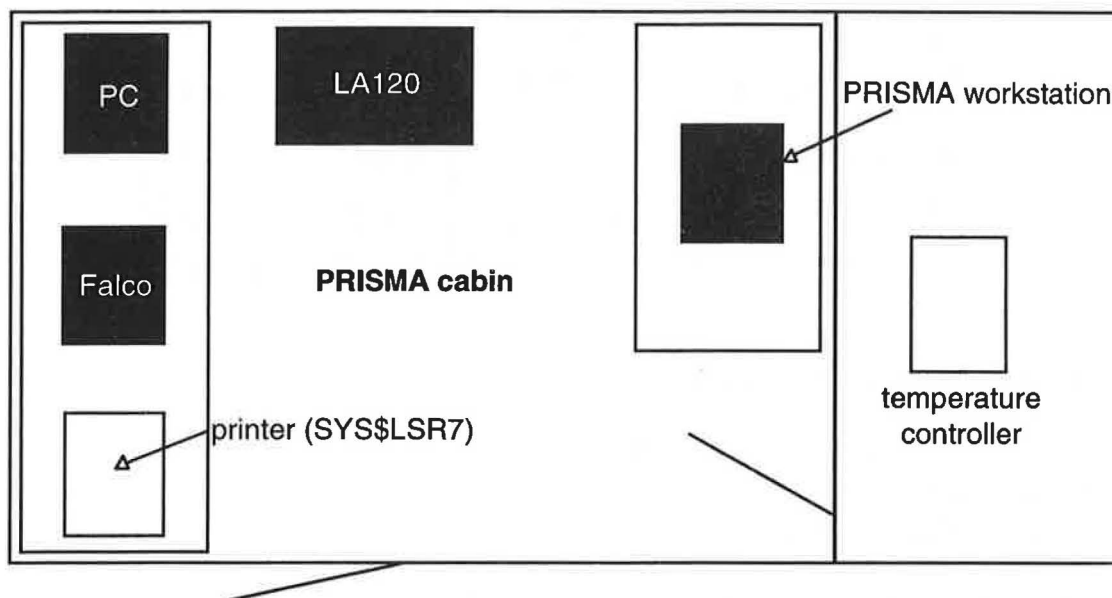 PC
LA120
PRISMA workstation
Falco
PRISMA cabin
temperature
controller
printer (SYS$LSR7)